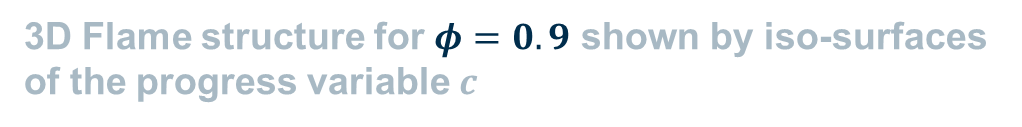 3D Flame structure for ϕ = 0.9 shown by iso-surfaces
of the progress variable c